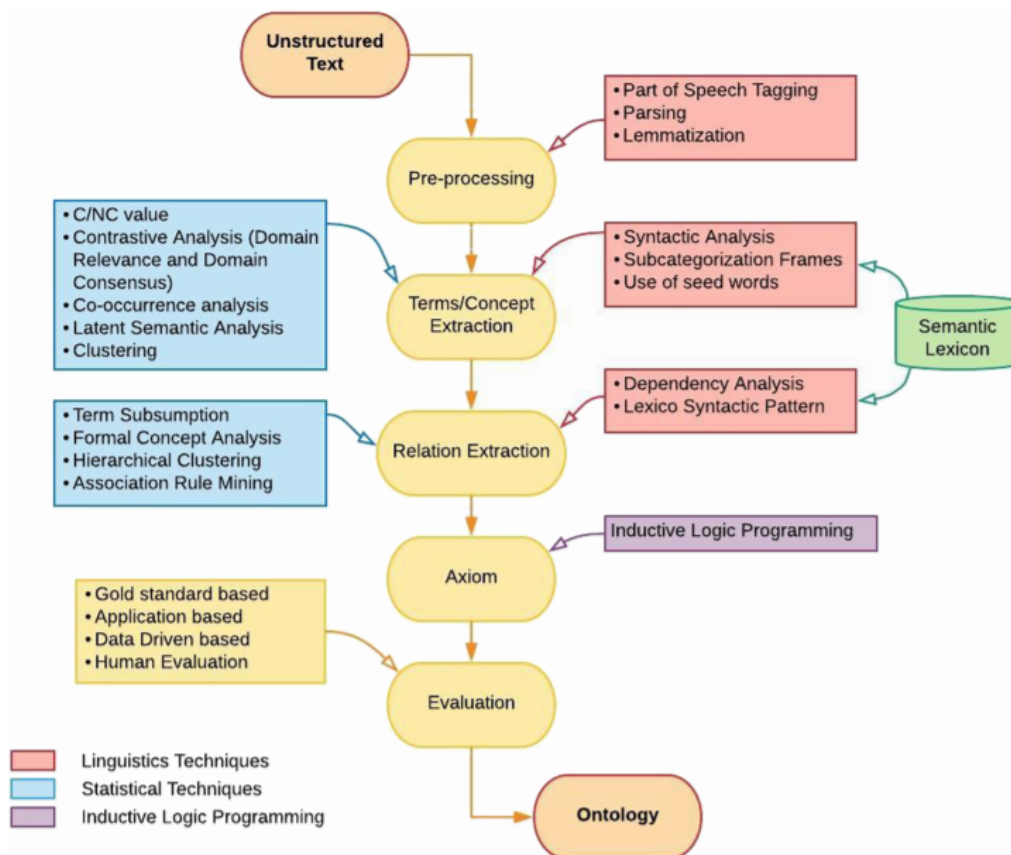 Unstructured
Text
• Part of Speech Tagging
• Parsing
• Lemmatization
Pre-processing
• C/NC value
• Contrastive Analysis (Domain
Relevance and Domain
Consensus)
• Co-occurrence analysis
• Latent Semantic Analysis
• Clustering
• Syntactic Analysis
• Subcategorization Frames
• Use of seed words
Terms/Concept
Extraction
Semantic
Lexicon
• Term Subsumption
• Formal Concept Analysis
• Hierarchical Clustering
• Association Rule Mining
• Dependency Analysis
• Lexico Syntactic Pattern
Relation Extraction
Inductive Logic Programming
Axiom
• Gold standard based
• Application based
• Data Driven based
• Human Evaluation
Evaluation
Linguistics Techniques
Statistical Techniques
Inductive Logic Programming
Ontology